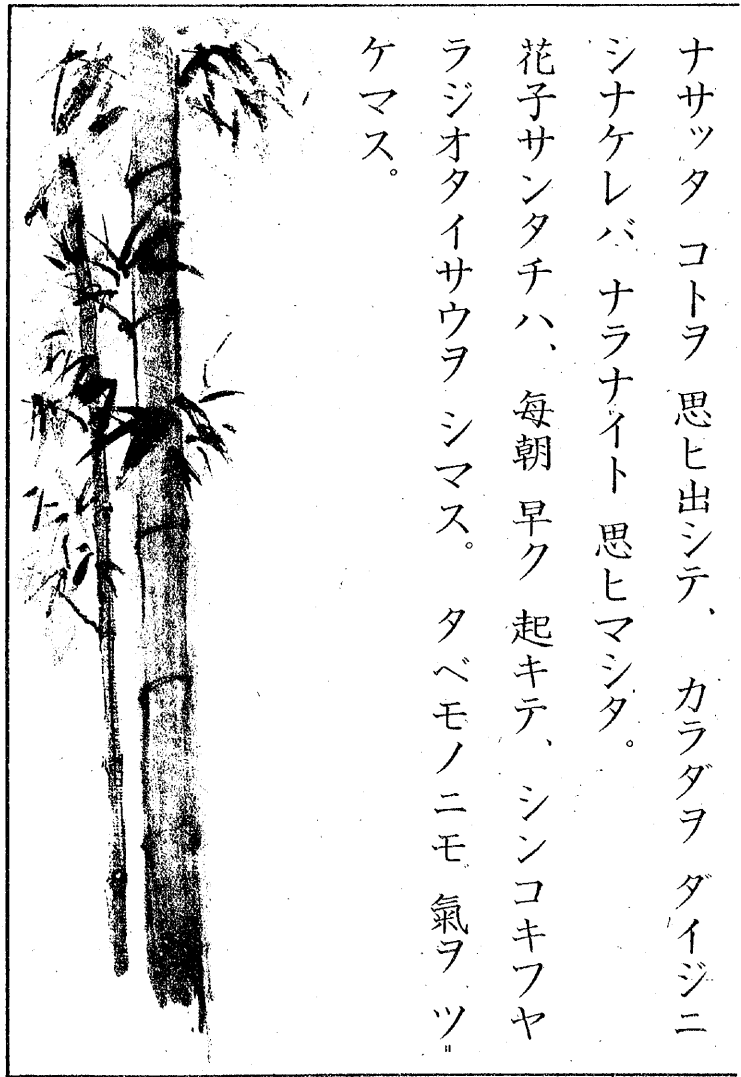 ナサッタ コトヲ 思ヒ出シテ、 カラダヲ ダイジニ
シナケレバ ナラナイト 思ヒマシタ。
花子サンタチハ、 每朝 早ク 起キテ、 シンコキフヤ
ラジオタイサウヲ シマス。 タベモノニモ 氣ヲ ツ゠
ケマス。